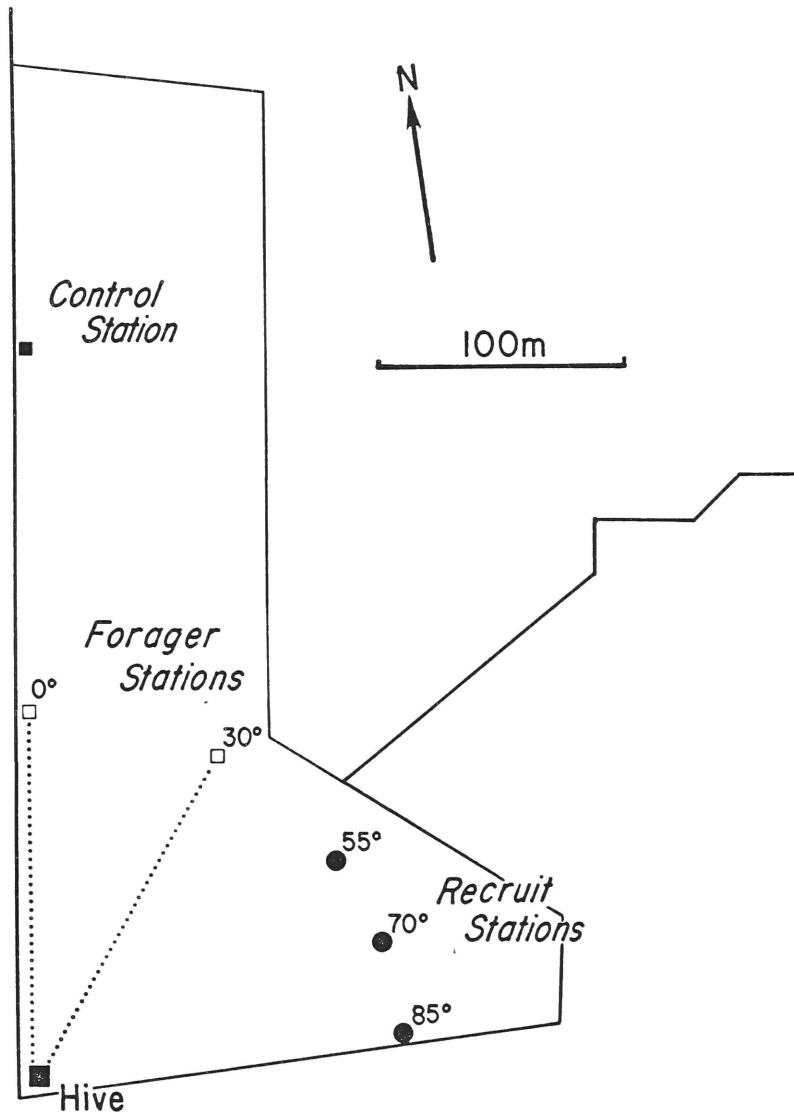 N
Control
Station
100m
Forager
Stations
0°
30°
55°
Recruit
Stations
70°
85°
Hive